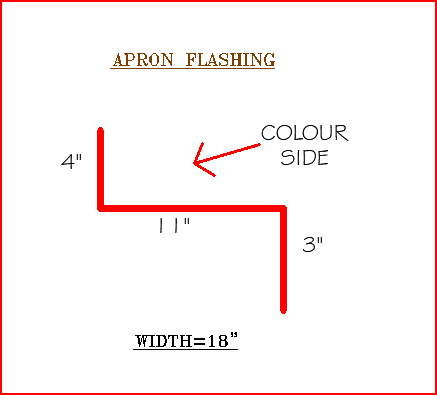 APRON FLASHING
COLOUR
SIDE
4"
11"
3"
WIDTH=18"